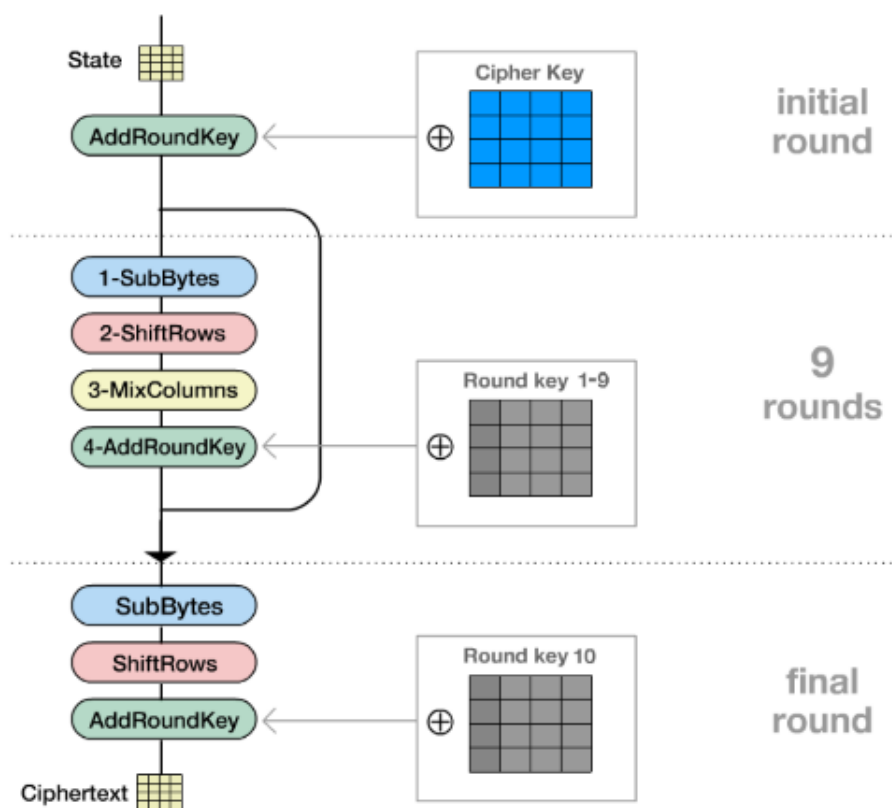 State
Cipher Key
AddRoundKey
initial
round
1-SubBytes
2-ShiftRows
3-MixColumns
4-AddRoundKey
Round key 1-9
9
rounds
SubBytes
ShiftRows
AddRoundKey
Round key 10
final
round
Ciphertext